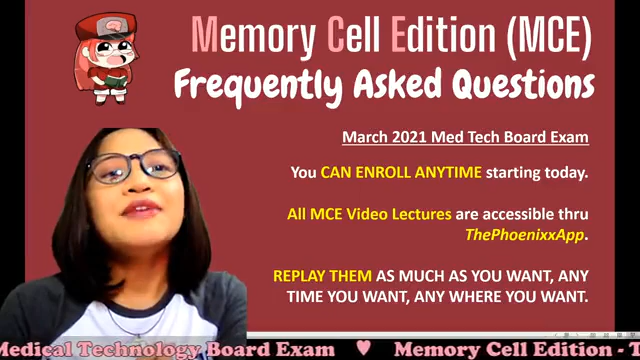 Memory Cell Edition (MCE)
Frequently Asked Questions
March 2021 Med Tech Board Exam
You CAN ENROLL ANYTIME starting today.
All MCE Video Lectures are accessible thru
ThePhoenixxApp.
REPLAY THEM AS MUCH AS YOU WANT, ANY
TIME YOU WANT, ANY WHERE YOU WANT.
Medical Technology Board Exam ♥ Memory Cell Edition - T